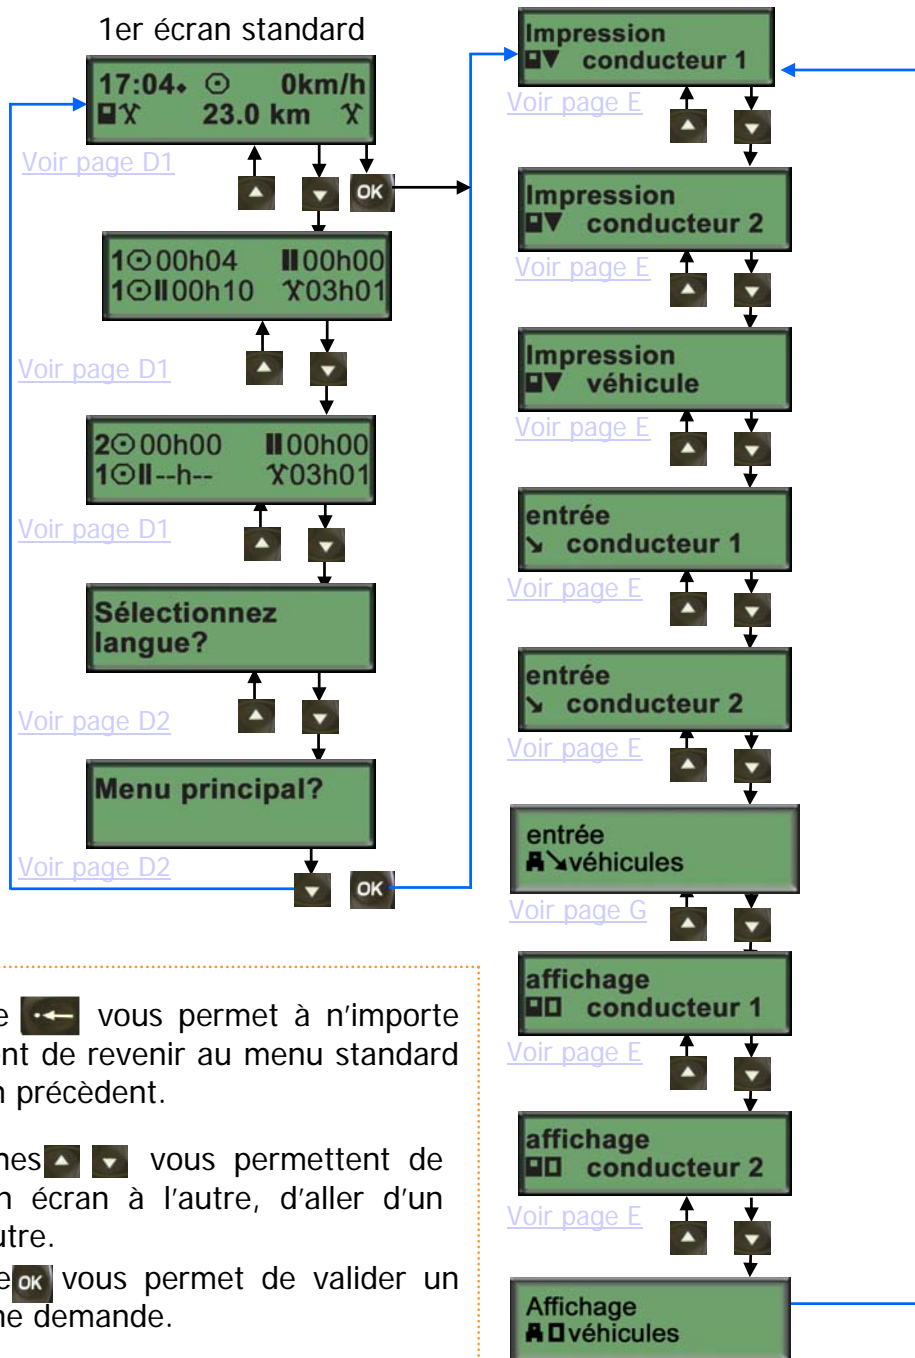 1er écran standard
17:04 0km/h
23.0 km
Voir page D1
OK
1 00h04 00h00
1 00h10 03h01
Voir page D1
2 00h00 00h00
1 --h-- 03h01
Voir page D1
Sélectionnez
langue?
Voir page D2
Menu principal?
Voir page D2
OK
e vous permet à n'importe
ent de revenir au menu standard
n précèdent.
hes vous permettent de
n écran à l'autre, d'aller d'un
utre.
e OK vous permet de valider un
ne demande.
Impression
conducteur 1
Voir page E
Impression
conducteur 2
Voir page E
Impression
véhicule
Voir page E
entrée
conducteur 1
Voir page E
entrée
conducteur 2
Voir page E
entrée
véhicules
Voir page G
affichage
conducteur 1
Voir page E
affichage
conducteur 2
Voir page E
Affichage
véhicules